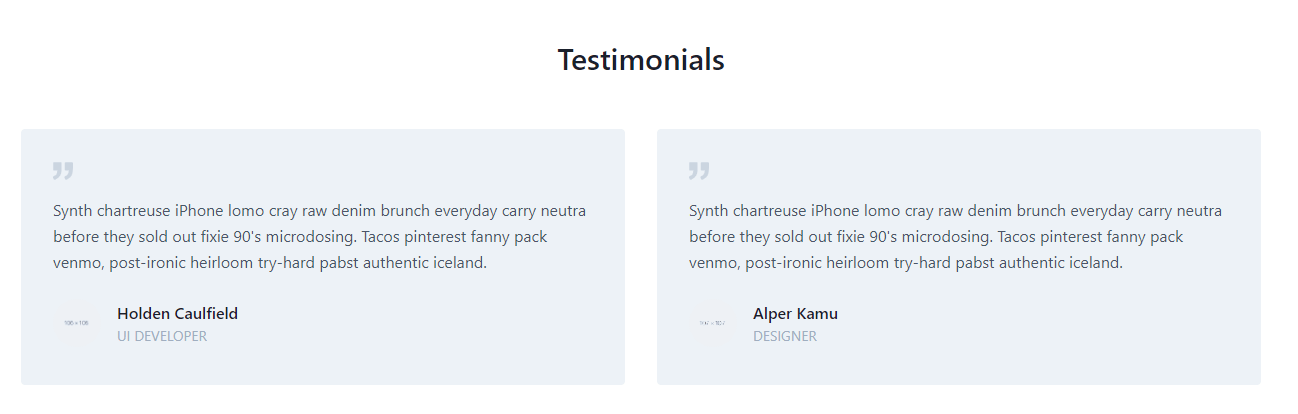 Testimonials
Synth chartreuse iPhone lomo cray raw denim brunch everyday carry neutra
before they sold out fixie 90's microdosing. Tacos pinterest fanny pack
venmo, post-ironic heirloom try-hard pabst authentic iceland.
Holden Caulfield
UI DEVELOPER
Synth chartreuse iPhone lomo cray raw denim brunch everyday carry neutra
before they sold out fixie 90's microdosing. Tacos pinterest fanny pack
venmo, post-ironic heirloom try-hard pabst authentic iceland.
Alper Kamu
DESIGNER